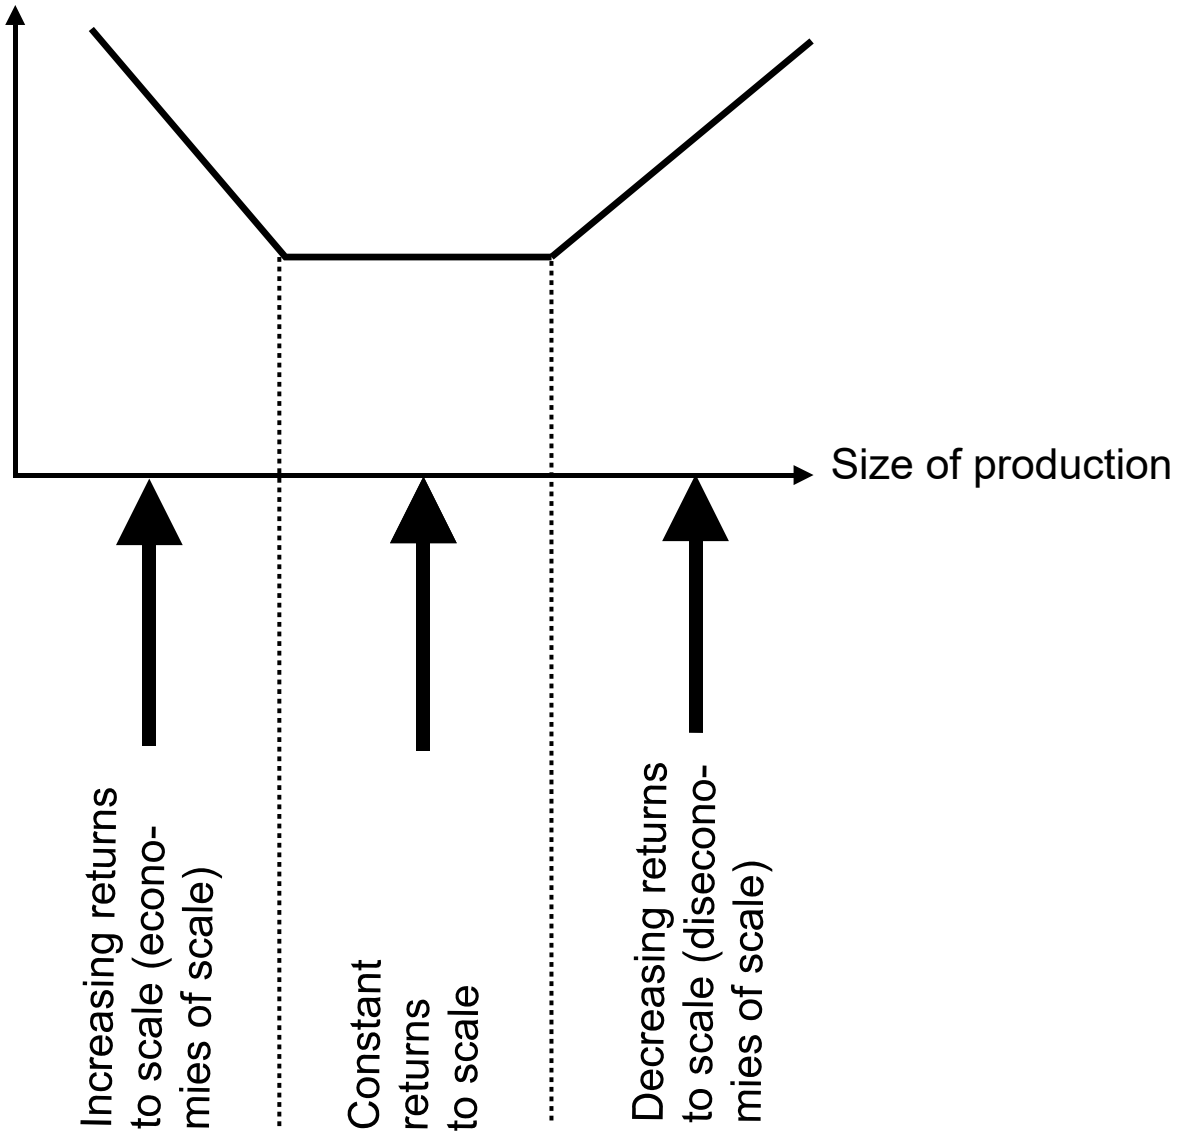 Size of production
Increasing returns
to scale (econo-
mies of scale)
Constant
returns
to scale
Decreasing returns
to scale (disecono-
mies of scale)